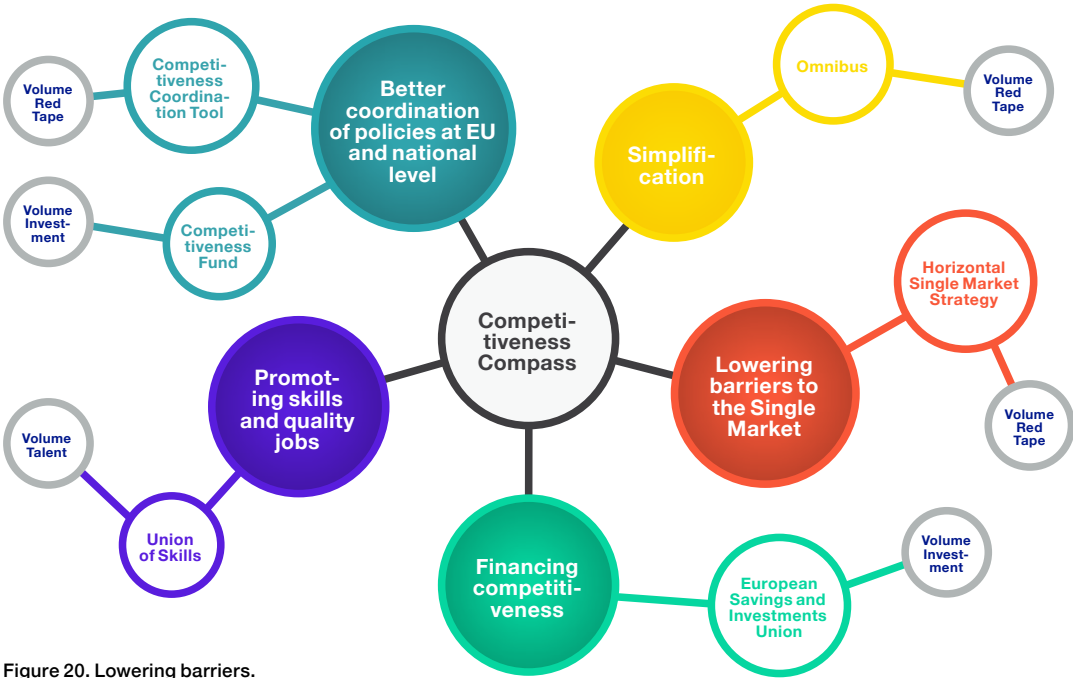 Volume
Red
Tape
Competi-
tiveness
Coordina-
tion Tool
Better
coordination
of policies at EU
and national
level
Volume
Invest-
ment
Competi-
tiveness
Fund
Simplifi-
cation
Omnibus
Volume
Red
Tape
Competi-
tiveness
Compass
Horizontal
Single Market
Strategy
Lowering
barriers to
the Single
Market
Volume
Red
Tape
Promot-
ing skills
and quality
jobs
Volume
Talent
Union
of Skills
Financing
competiti-
veness
European
Savings and
Investments
Union
Volume
Invest-
ment
Figure 20. Lowering barriers.